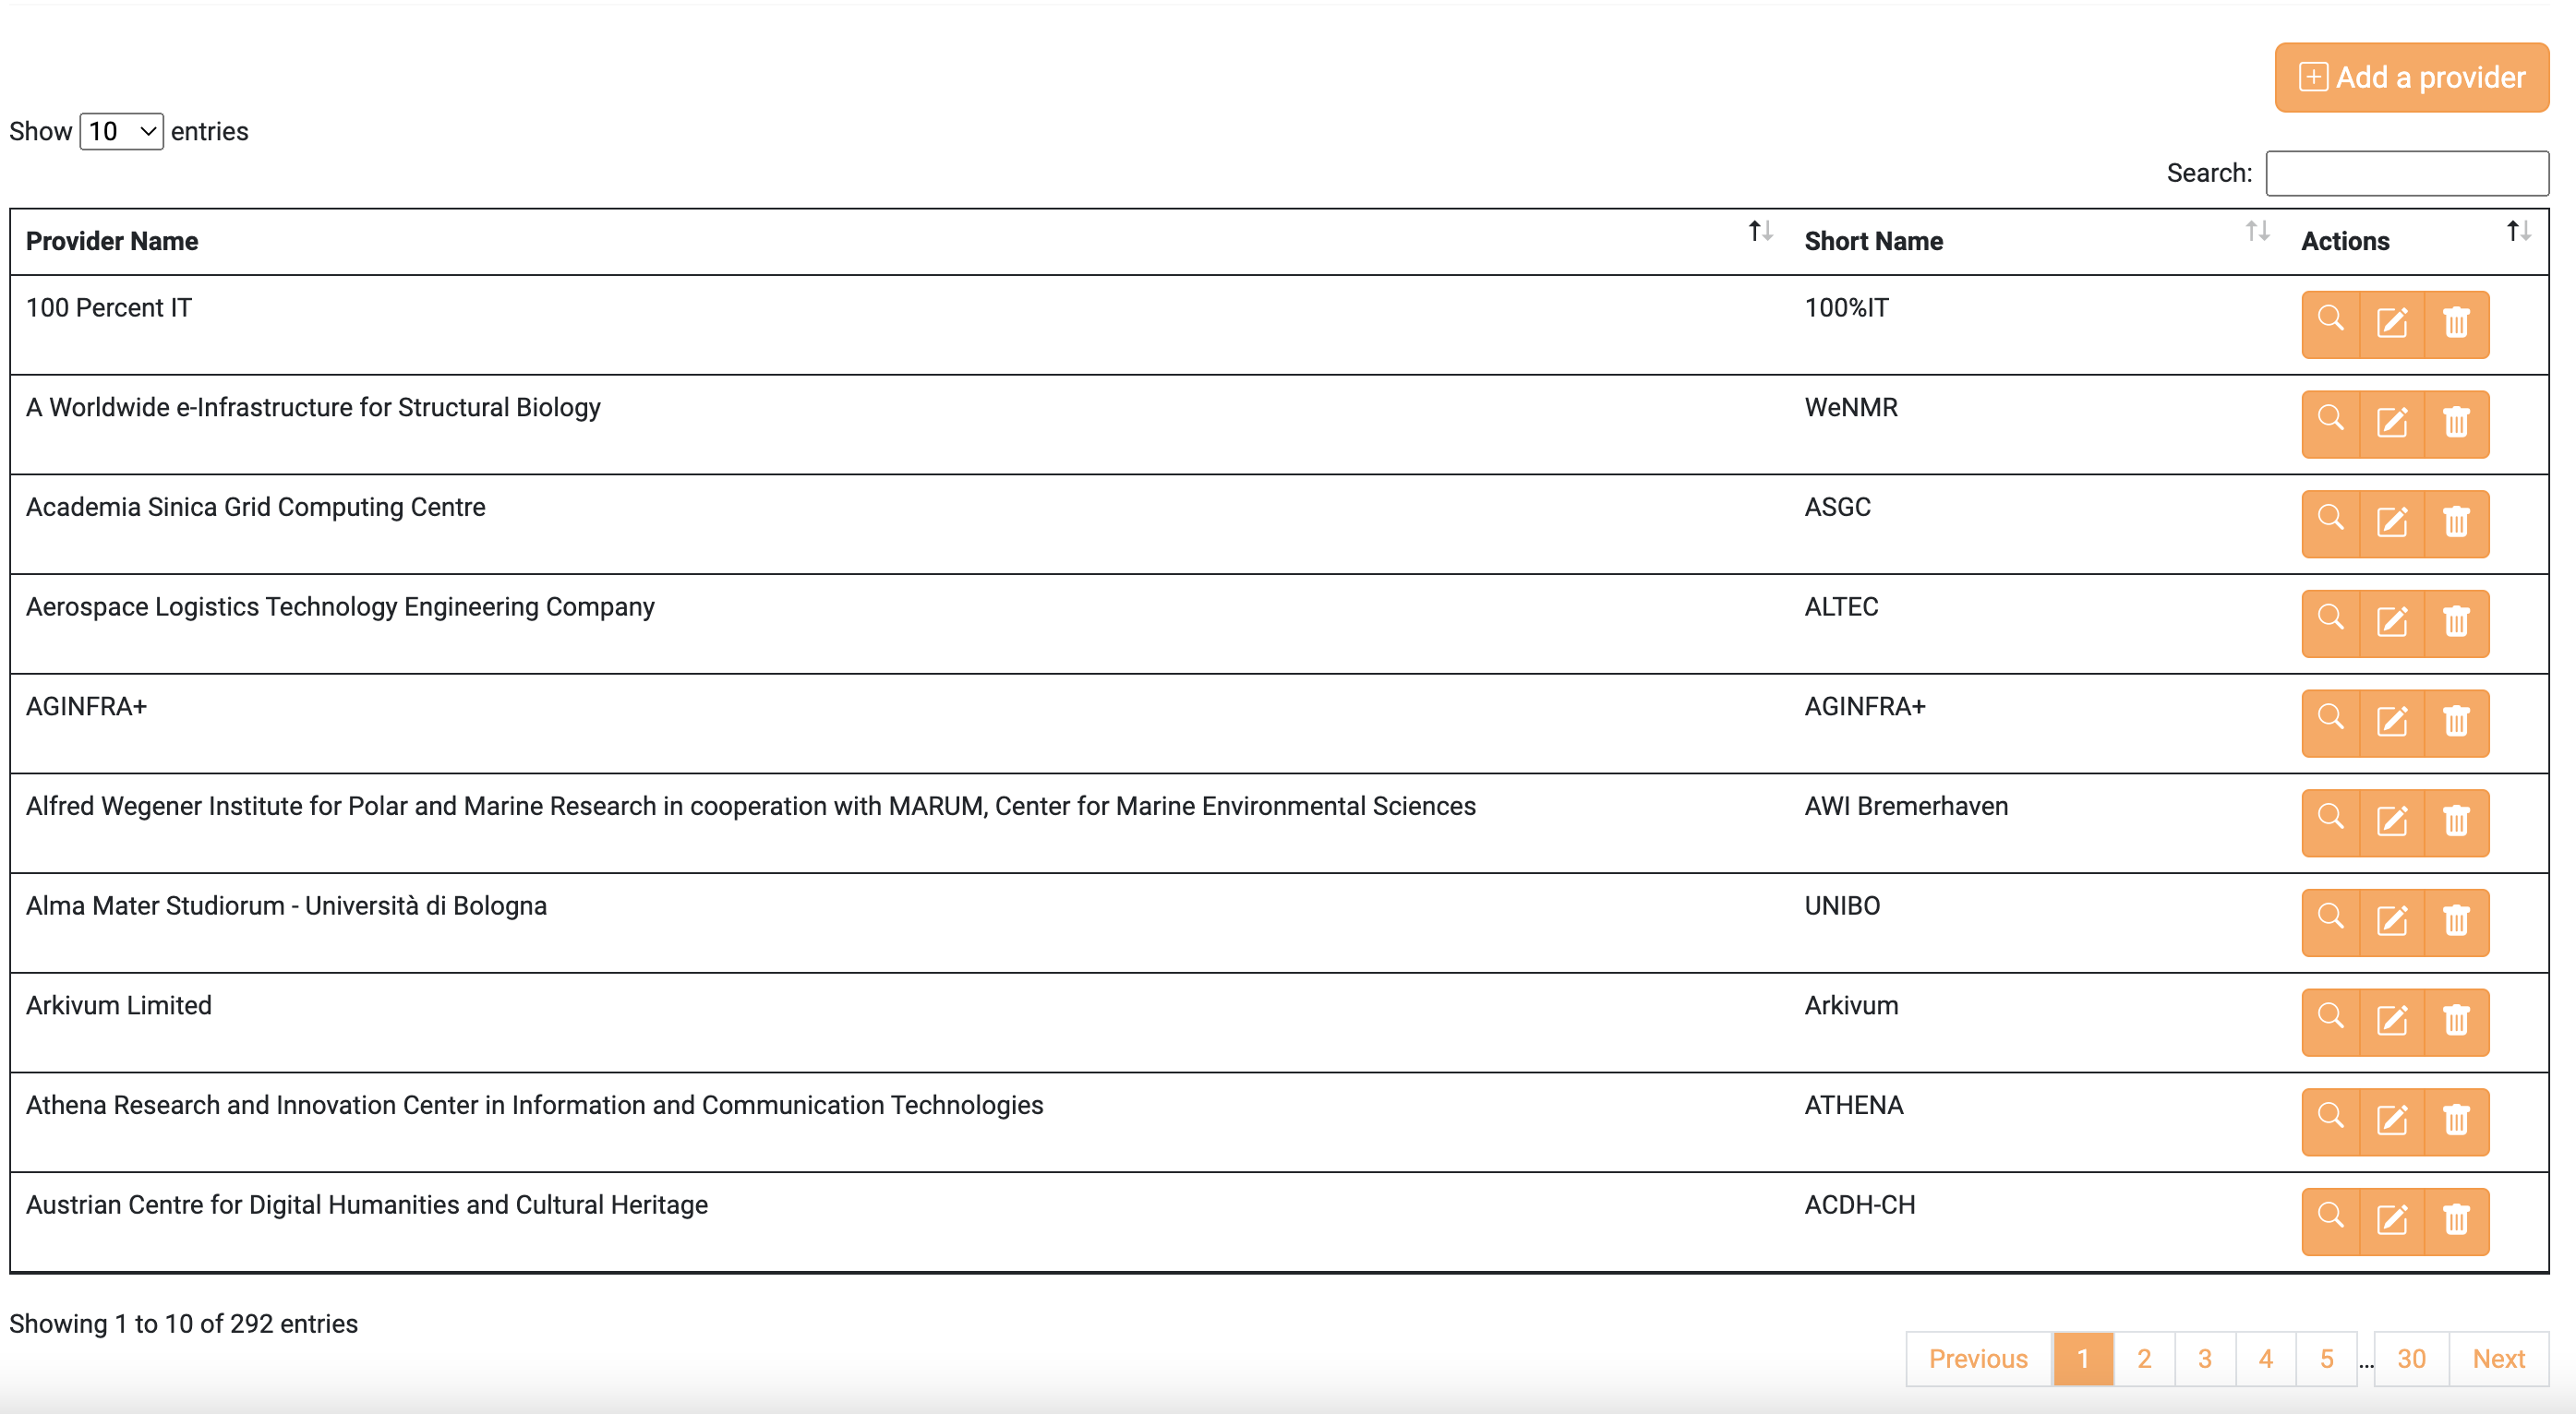 Add a provider
Show 10 entries
Search:
Provider Name Short Name Actions
100 Percent IT 100%IT
A Worldwide e-Infrastructure for Structural Biology WeNMR
Academia Sinica Grid Computing Centre ASGC
Aerospace Logistics Technology Engineering Company ALTEC
AGINFRA+ AGINFRA+
Alfred Wegener Institute for Polar and Marine Research in cooperation with MARUM, Center for Marine Environmental Sciences AWI Bremerhaven
Alma Mater Studiorum - Università di Bologna UNIBO
Arkivum Limited Arkivum
Athena Research and Innovation Center in Information and Communication Technologies ATHENA
Austrian Centre for Digital Humanities and Cultural Heritage ACDH-CH
Showing 1 to 10 of 292 entries
Previous 1 2 3 4 5 ... 30 Next